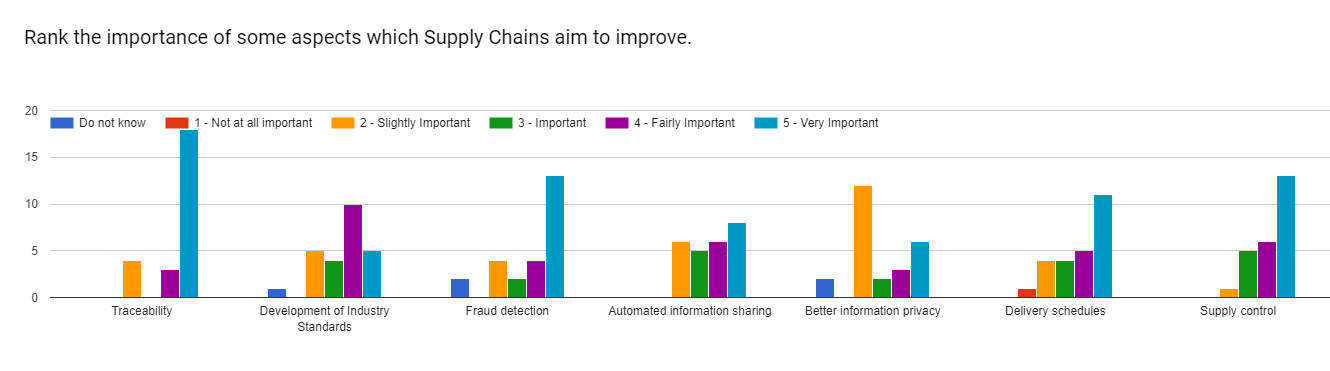 Rank the importance of some aspects which Supply Chains aim to improve.
20
Do not know 1 - Not at all important 2 - Slightly Important 3 - Important 4 - Fairly Important 5 - Very Important
15
10
5
0
Traceability Development of Industry Fraud detection Automated information sharing Better information privacy Delivery schedules Supply control
Standards